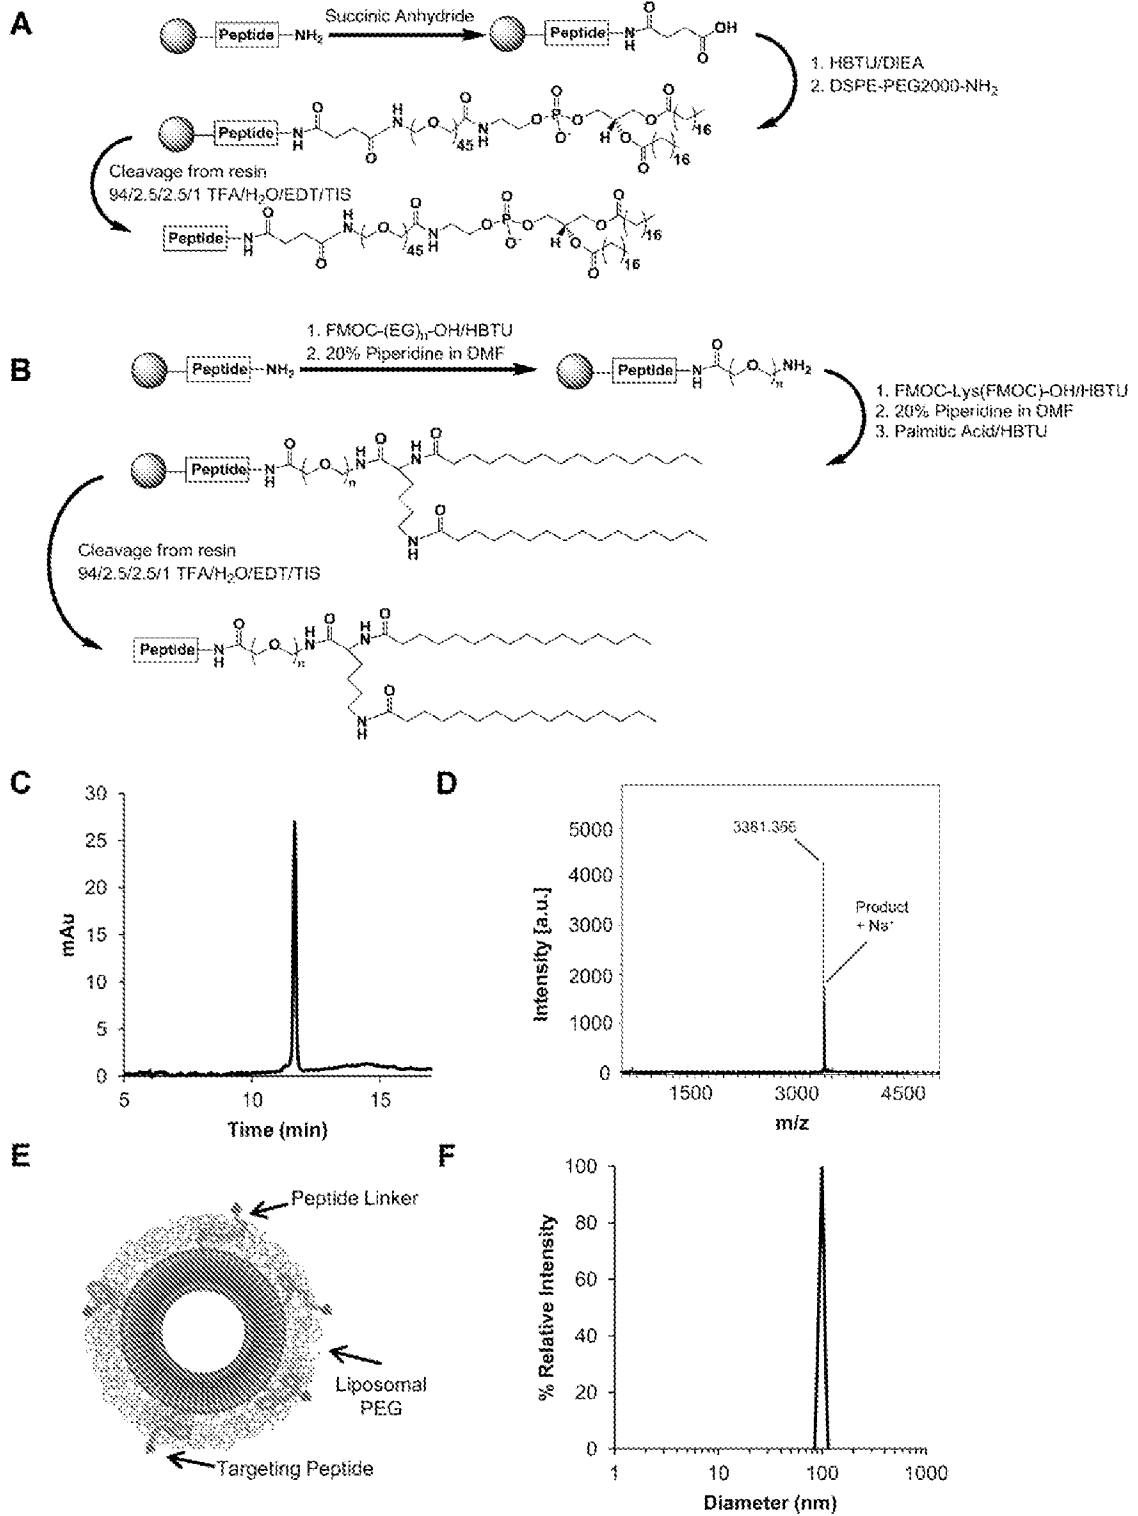 A
Peptide
NH2
Succinic Anhydride
Peptide
N
H
O
O
OH
1. HBTU/DIEA
2. DSPE-PEG2000-NH2
Peptide
N
H
O
O
H
N
O
45
O
N
H
O
O
P
O-
O
H
O
O
16
O
O
16
Cleavage from resin
94/2.5/2.5/1 TFA/H2O/EDT/TIS
Peptide
N
H
O
O
H
N
O
45
O
N
H
O
O
P
O-
O
H
O
O
16
O
O
16
B
Peptide
NH2
1. FMOC-(EG)n-OH/HBTU
2. 20% Piperidine in DMF
Peptide
N
H
O
O
n
NH2
1. FMOC-Lys(FMOC)-OH/HBTU
2. 20% Piperidine in DMF
3. Palmitic Acid/HBTU
Peptide
N
H
O
O
n
H
N
O
H
N
O
O
N
H
Cleavage from resin
94/2.5/2.5/1 TFA/H2O/EDT/TIS
Peptide
N
H
O
O
n
H
N
O
H
N
O
O
N
H
C
30
25
20
15
10
5
0
mAu
5
10
15
Time (min)
D
5000
4000
3000
2000
1000
0
Intensity [a.u.]
3381.366
Product
+ Na+
1500
3000
4500
m/z
E
Peptide Linker
Liposomal
PEG
Targeting Peptide
F
100
80
60
40
20
0
% Relative Intensity
1
10
100
1000
Diameter (nm)